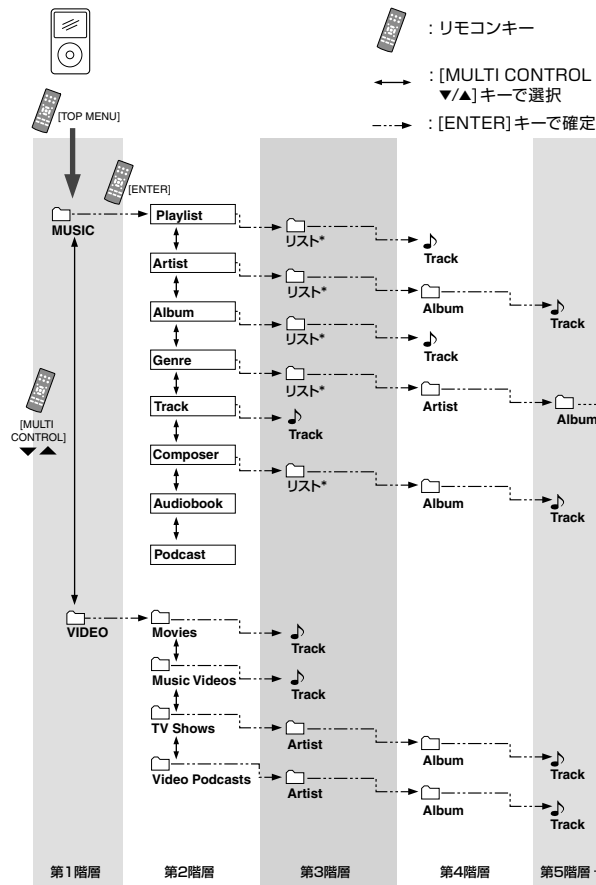 : リモコンキー
: [MULTI CONTROL
▼/▲]キーで選択
: [ENTER]キーで確定
[TOP MENU]
[ENTER]
MUSIC
Playlist
リスト*
Track
Artist
リスト*
Album
Track
Album
リスト*
Track
Genre
リスト*
Artist
Album
Track
Track
[MULTI
CONTROL]
▼ ▲
Composer
リスト*
Album
Track
Audiobook
Podcast
VIDEO
Movies
Track
Music Videos
Track
TV Shows
Artist
Album
Track
Video Podcasts
Artist
Album
Track
第1階層
第2階層
第3階層
第4階層
第5階層